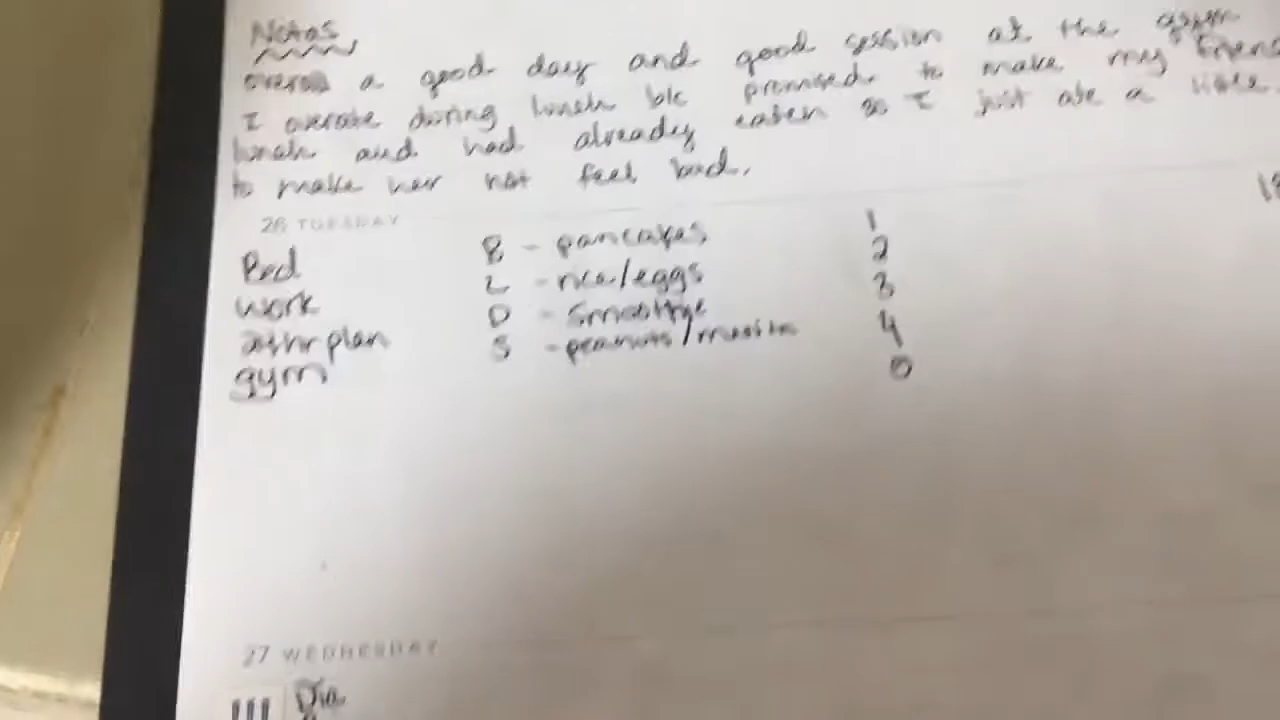 Notes
overall a good day and good session at the gym
I overate during lunch b/c promised to make my friend
lunch and had already eaten so I just ate a little
to make her not feel bad.
26 TUESDAY
Bed B - pancakes 1
work L - rice/eggs 2
plan D - smoothie 3
gym S - peanuts/ 4
0
27 WEDNESDAY